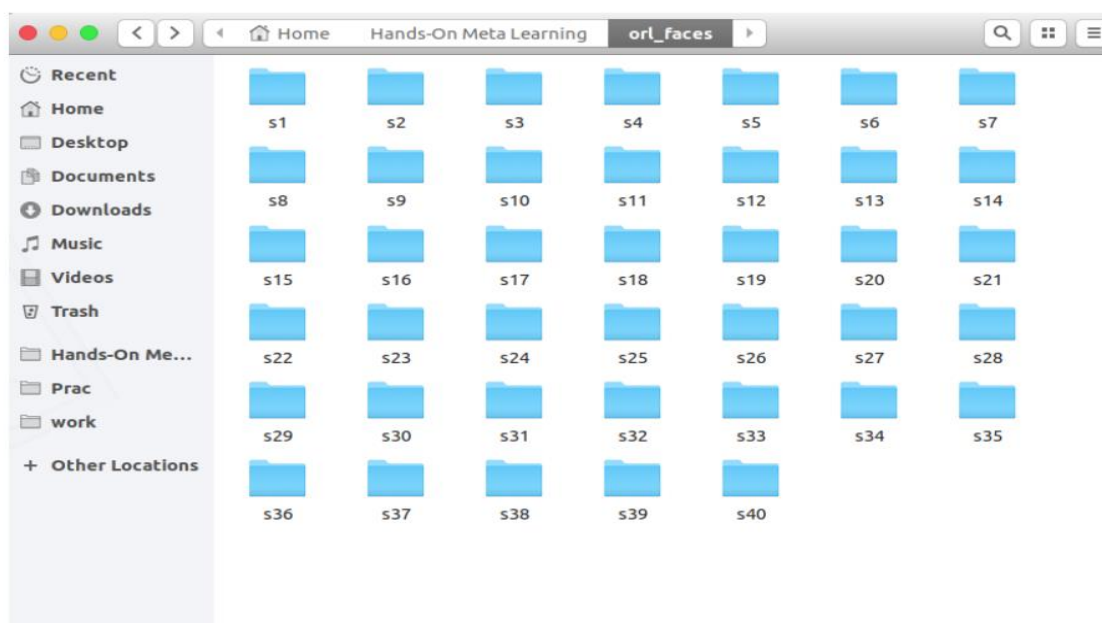 Home Hands-On Meta Learning orl_faces
Recent
Home
Desktop
Documents
Downloads
Music
Videos
Trash
Hands-On Me...
Prac
work
+ Other Locations
s1 s2 s3 s4 s5 s6 s7
s8 s9 s10 s11 s12 s13 s14
s15 s16 s17 s18 s19 s20 s21
s22 s23 s24 s25 s26 s27 s28
s29 s30 s31 s32 s33 s34 s35
s36 s37 s38 s39 s40